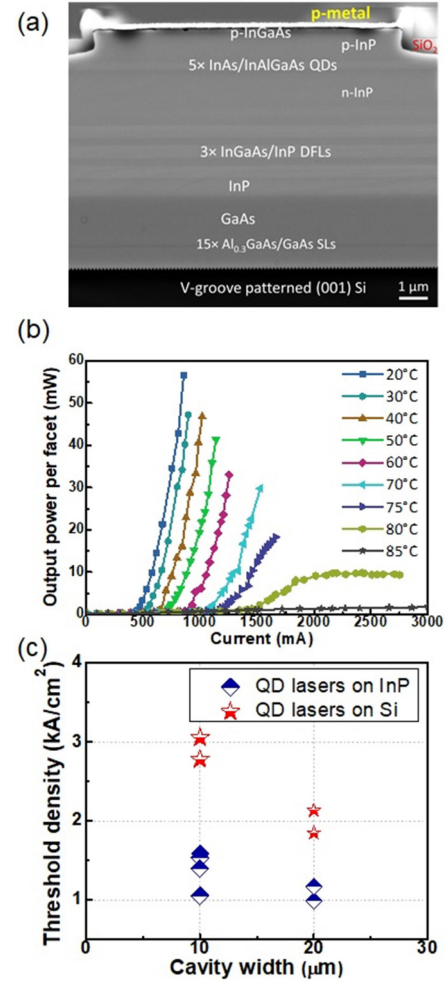 (a)
p-metal
p-InGaAs
p-InP
SiO2
5× InAs/InAlGaAs QDs
n-InP
3× InGaAs/InP DFLs
InP
GaAs
15× Al0.3GaAs/GaAs SLs
V-groove patterned (001) Si
1 μm
(b)
Output power per facet (mW)
60
50
40
30
20
10
0
20°C
30°C
40°C
50°C
60°C
70°C
75°C
80°C
85°C
0 500 1000 1500 2000 2500 3000
Current (mA)
(c)
Threshold density (kA/cm2)
4
3
2
1
QD lasers on InP
QD lasers on Si
0 10 20 30
Cavity width (μm)